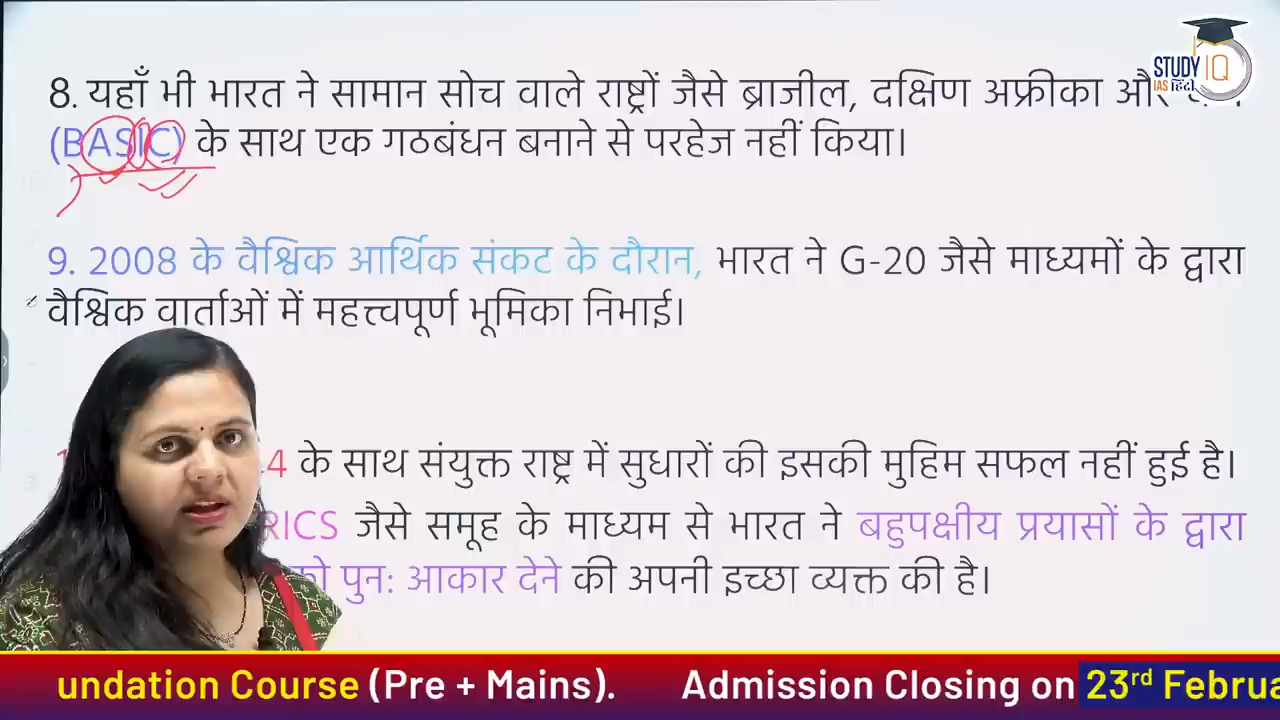 8. यहाँ भी भारत ने सामान सोच वाले राष्ट्रों जैसे ब्राजील, दक्षिण अफ्रीका और
(BASIC) के साथ एक गठबंधन बनाने से परहेज नहीं किया।
9. 2008 के वैश्विक आर्थिक संकट के दौरान, भारत ने G-20 जैसे माध्यमों के द्वारा
वैश्विक वार्ताओं में महत्त्वपूर्ण भूमिका निभाई।
4 के साथ संयुक्त राष्ट्र में सुधारों की इसकी मुहिम सफल नहीं हुई है।
RICS जैसे समूह के माध्यम से भारत ने बहुपक्षीय प्रयासों के द्वारा
को पुन: आकार देने की अपनी इच्छा व्यक्त की है।
STUDY IQ
IAS हिंदी
undation Course (Pre + Mains). Admission Closing on 23rd Februa